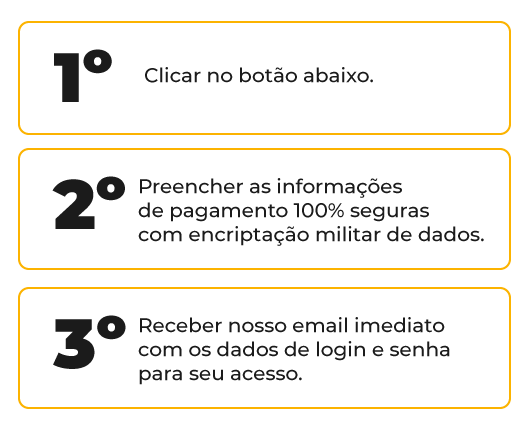 1º
Clicar no botão abaixo.
2º
Preencher as informações
de pagamento 100% seguras
com encriptação militar de dados.
3º
Receber nosso email imediato
com os dados de login e senha
para seu acesso.